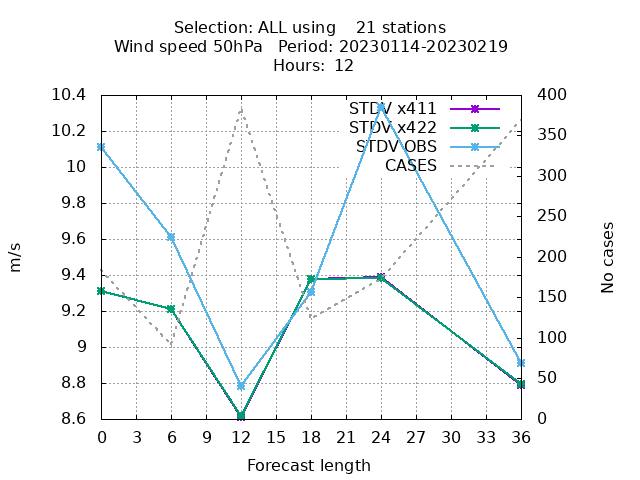 Selection: ALL using    21 stations
Wind speed 50hPa   Period: 20230114-20230219
Hours: 12
STDV x411
STDV x422
STDV OBS
CASES
10.4
10.2
10
9.8
9.6
9.4
9.2
9
8.8
8.6
m/s
400
350
300
250
200
150
100
50
0
No cases
0 3 6 9 12 15 18 21 24 27 30 33 36
Forecast length